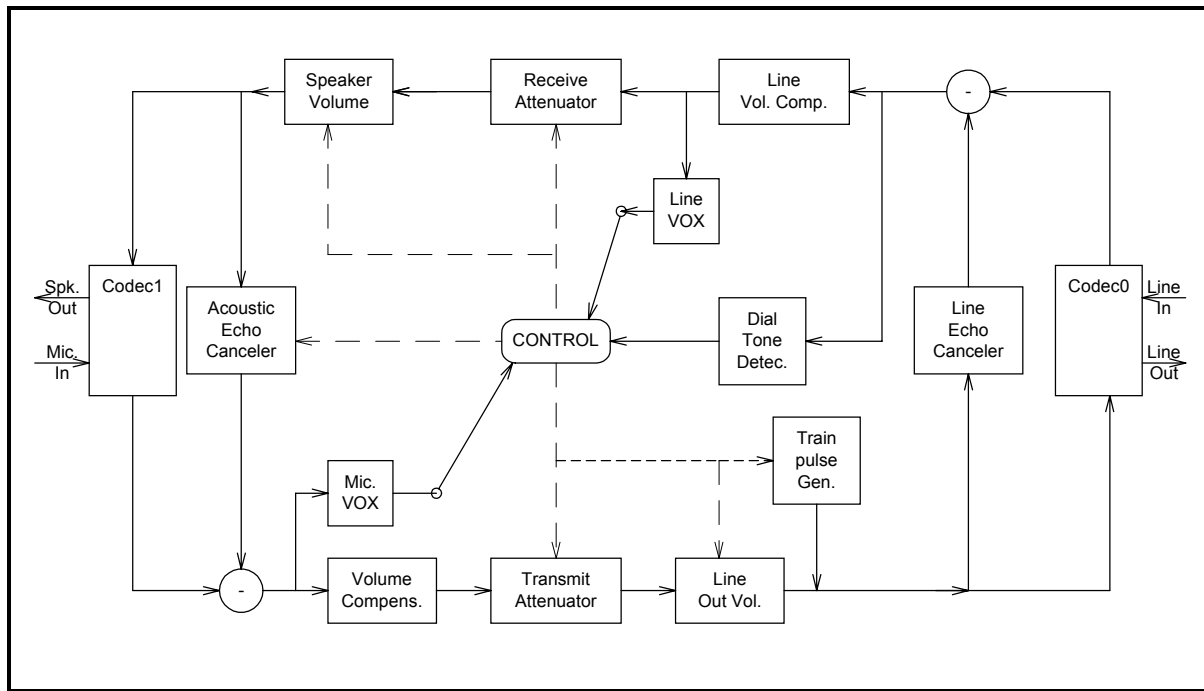 Speaker
Volume
Receive
Attenuator
Line
Vol. Comp.
-
Line
VOX
Codec1
Spk.
Out
Mic.
In
Acoustic
Echo
Canceler
CONTROL
Dial
Tone
Detec.
Line
Echo
Canceler
Codec0
Line
In
Line
Out
Train
pulse
Gen.
Mic.
VOX
-
Volume
Compens.
Transmit
Attenuator
Line
Out Vol.